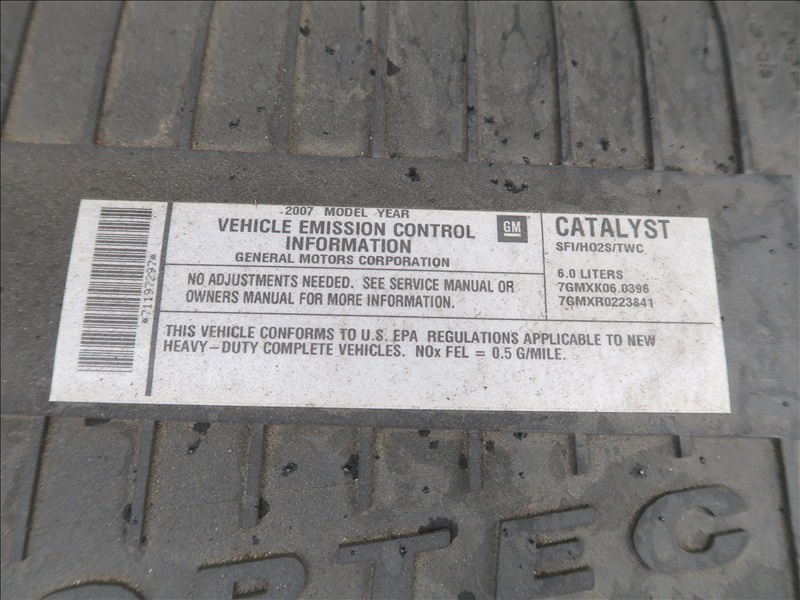 *71197297*
2007 MODEL YEAR
VEHICLE EMISSION CONTROL
INFORMATION
GENERAL MOTORS CORPORATION
GM
NO ADJUSTMENTS NEEDED. SEE SERVICE MANUAL OR
OWNERS MANUAL FOR MORE INFORMATION.
CATALYST
SFI/HO2S/TWC
6.0 LITERS
7GMXK06.0396
7GMXR0223841
THIS VEHICLE CONFORMS TO U.S. EPA REGULATIONS APPLICABLE TO NEW
HEAVY-DUTY COMPLETE VEHICLES. NOx FEL = 0.5 G/MILE.
ORTEC